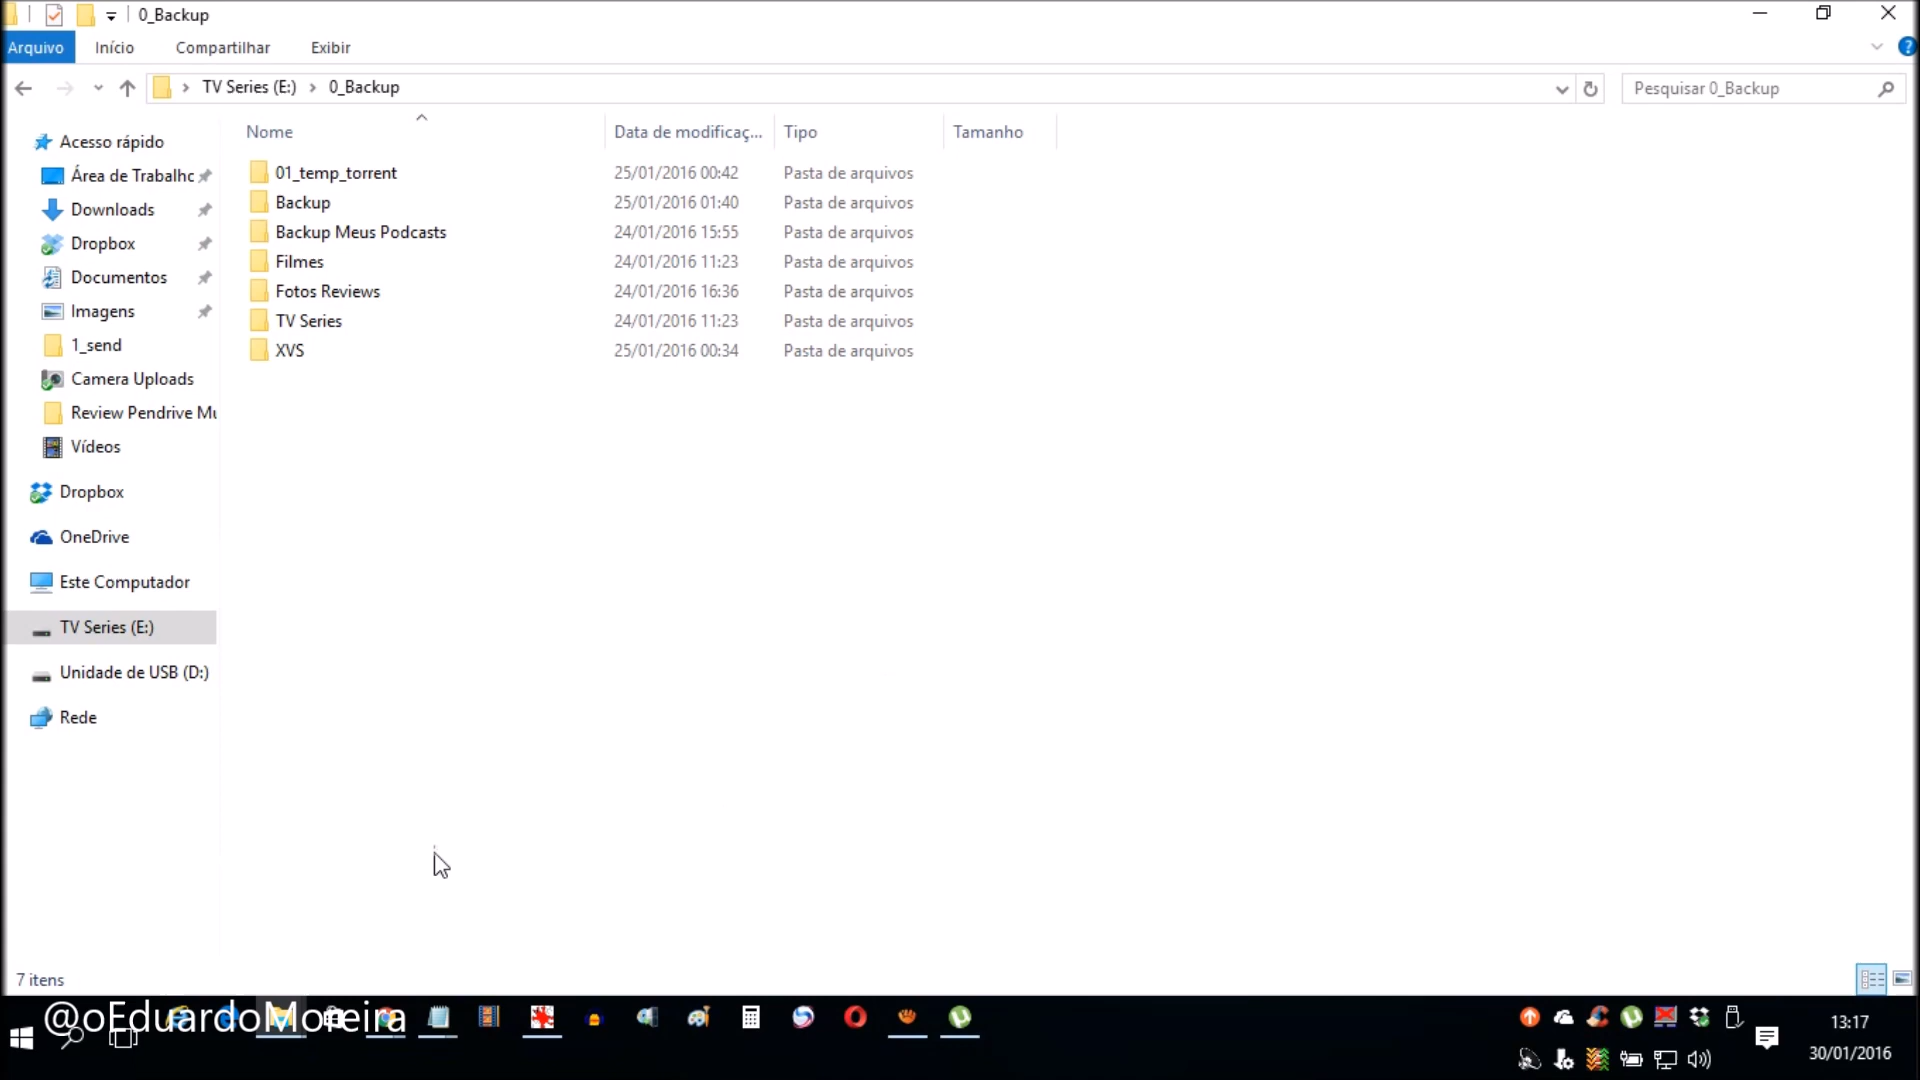 0_Backup
Arquivo Início Compartilhar Exibir
TV Series (E:) 0_Backup
Pesquisar 0_Backup
Nome Data de modificaç... Tipo Tamanho
Acesso rápido
Área de Trabalhc
Downloads
Dropbox
Documentos
Imagens
1_send
Camera Uploads
Review Pendrive Mu
Vídeos
Dropbox
OneDrive
Este Computador
TV Series (E:)
Unidade de USB (D:)
Rede
01_temp_torrent 25/01/2016 00:42 Pasta de arquivos
Backup 25/01/2016 01:40 Pasta de arquivos
Backup Meus Podcasts 24/01/2016 15:55 Pasta de arquivos
Filmes 24/01/2016 11:23 Pasta de arquivos
Fotos Reviews 24/01/2016 16:36 Pasta de arquivos
TV Series 24/01/2016 11:23 Pasta de arquivos
XVS 25/01/2016 00:34 Pasta de arquivos
7 itens
@oEduardoMoreira
13:17
30/01/2016